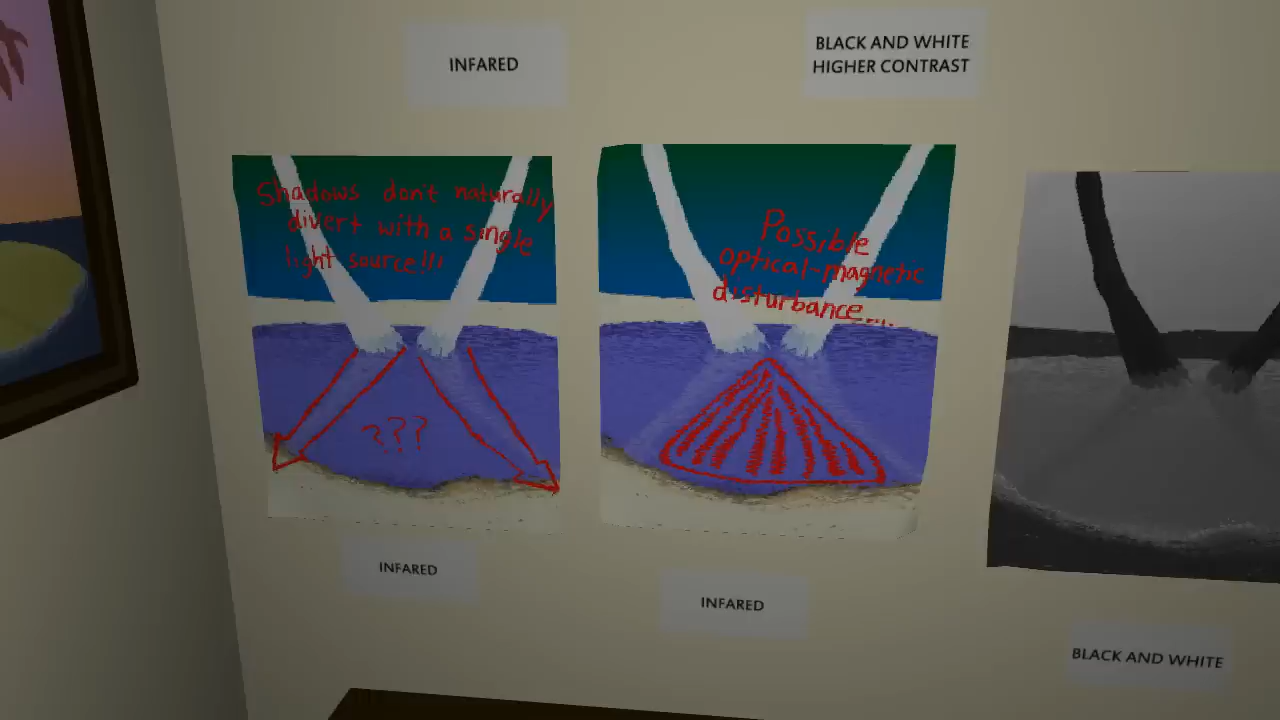 INFARED
BLACK AND WHITE
HIGHER CONTRAST
Shadows don't naturally
divert with a single
light source!!!
???
Possible
optical-magnetic
disturbance....
INFARED
INFARED
BLACK AND WHITE